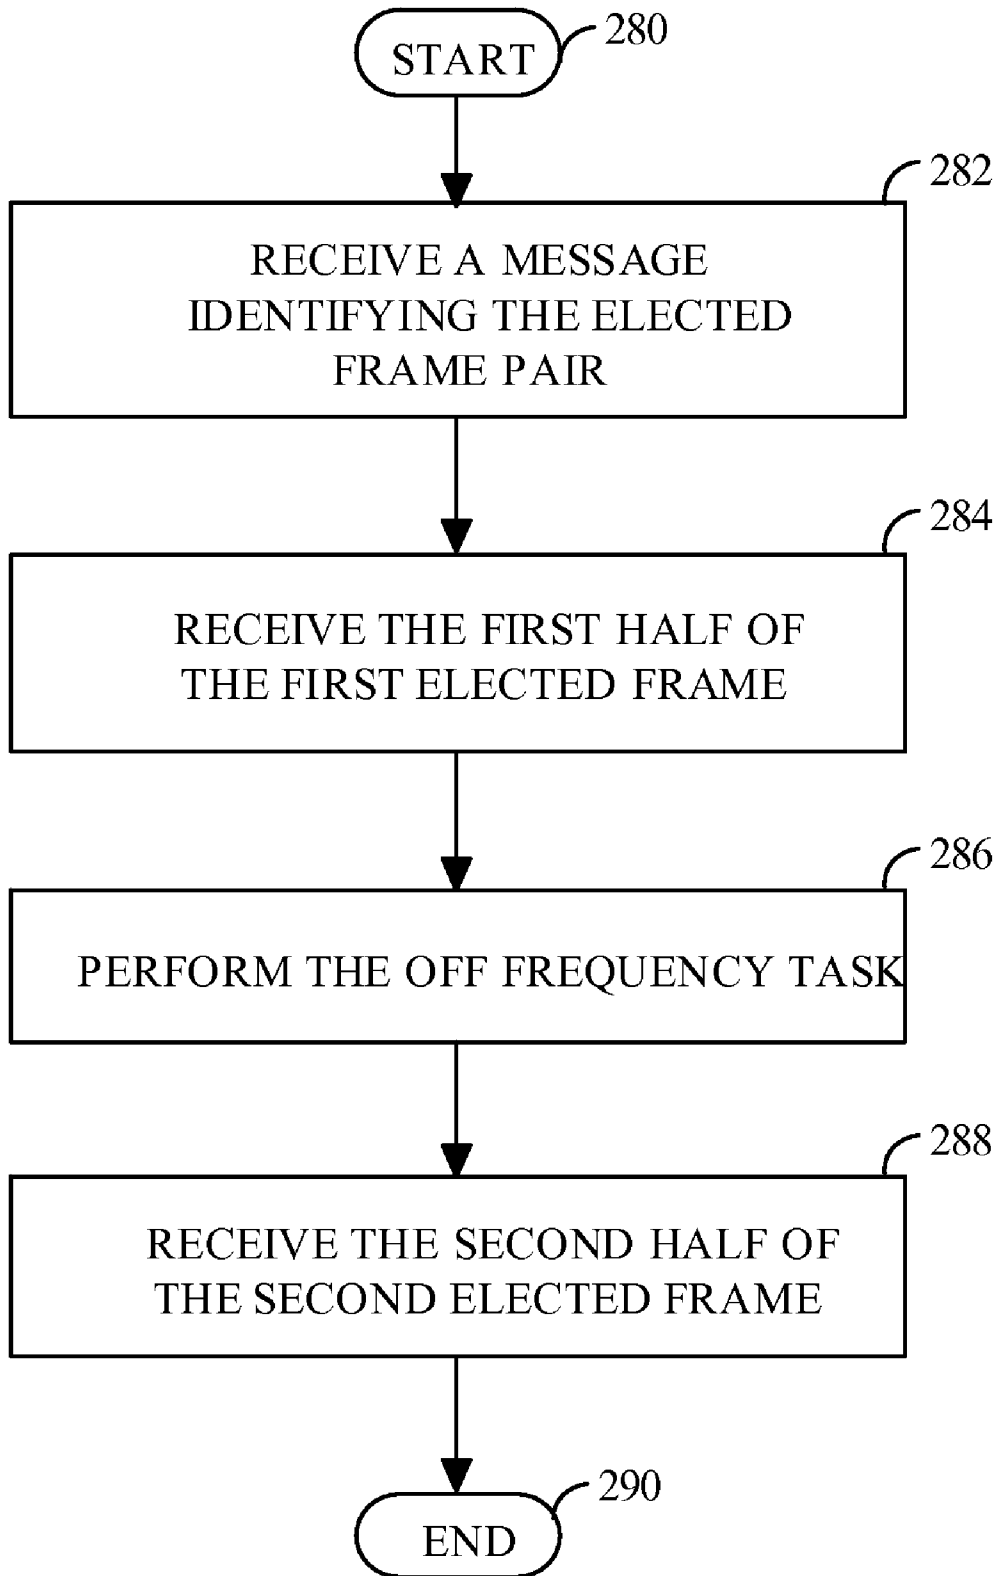 START
280
282
RECEIVE A MESSAGE
IDENTIFYING THE ELECTED
FRAME PAIR
284
RECEIVE THE FIRST HALF OF
THE FIRST ELECTED FRAME
286
PERFORM THE OFF FREQUENCY TASK
288
RECEIVE THE SECOND HALF OF
THE SECOND ELECTED FRAME
290
END